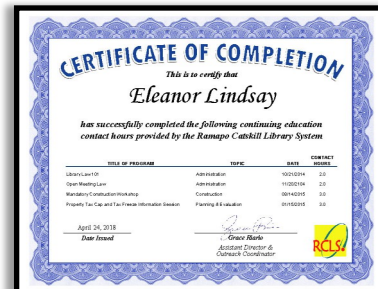 CERTIFICATE OF COMPLETION
This is to certify that
Eleanor Lindsay
has successfully completed the following continuing education
contact hours provided by the Ramapo Catskill Library System
TITLE OF PROGRAM TOPIC DATE CONTACT HOURS
Library Law 101 Administration 10/21/2014 2.0
Open Meeting Law Administration 11/20/2104 2.0
Mandatory Construction Workshop Construction 08/14/2015 3.0
Property Tax Cap and Tax Freeze Information Session Planning & Evaluation 01/15/2015 3.0
April 24, 2018
Date Issued
Grace Riario
Assistant Director &
Outreach Coordinator
RCLS